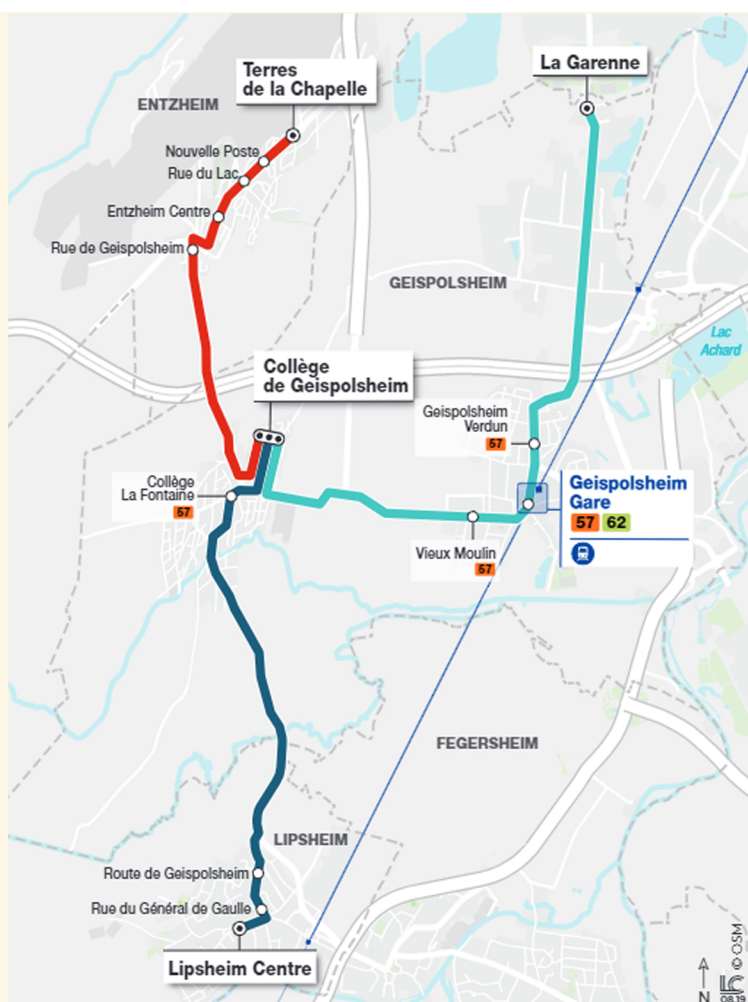 Terres
de la Chapelle
La Garenne
ENTZHEIM
Nouvelle Poste
Rue du Lac
Entzheim Centre
Rue de Geispolsheim
GEISPOLSHEIM
Lac
Achard
Collège
de Geispolsheim
Geispolsheim
Verdun
57
Collège
La Fontaine
57
Geispolsheim
Gare
57 62
Vieux Moulin
57
FEGERSHEIM
LIPSHEIM
Route de Geispolsheim
Rue du Général de Gaulle
Lipsheim Centre
N
© OSM